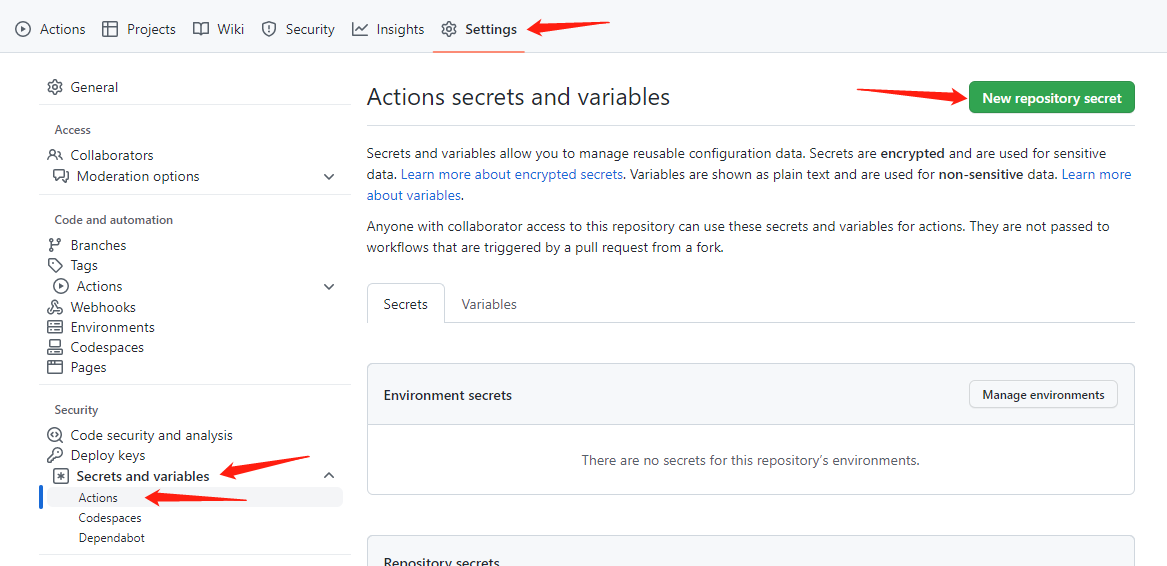 Actions Projects Wiki Security Insights Settings
General
Access
Collaborators
Moderation options
Code and automation
Branches
Tags
Actions
Webhooks
Environments
Codespaces
Pages
Security
Code security and analysis
Deploy keys
Secrets and variables
Actions
Codespaces
Dependabot
Actions secrets and variables
New repository secret
Secrets and variables allow you to manage reusable configuration data. Secrets are encrypted and are used for sensitive
data. Learn more about encrypted secrets. Variables are shown as plain text and are used for non-sensitive data. Learn more
about variables.
Anyone with collaborator access to this repository can use these secrets and variables for actions. They are not passed to
workflows that are triggered by a pull request from a fork.
Secrets Variables
Environment secrets
Manage environments
There are no secrets for this repository’s environments.
Repository secrets